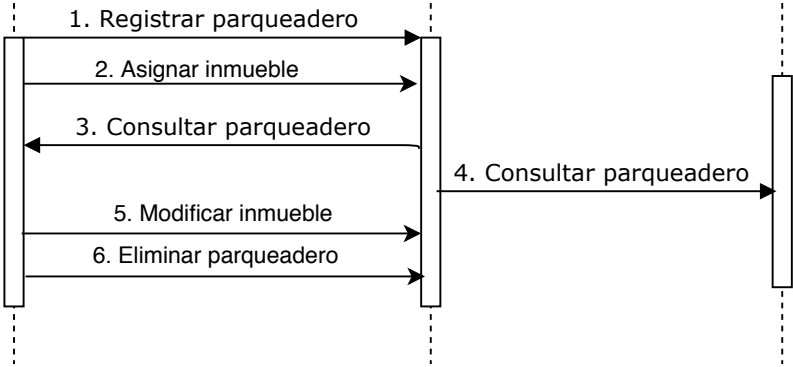 1. Registrar parqueadero
2. Asignar inmueble
3. Consultar parqueadero
4. Consultar parqueadero
5. Modificar inmueble
6. Eliminar parqueadero